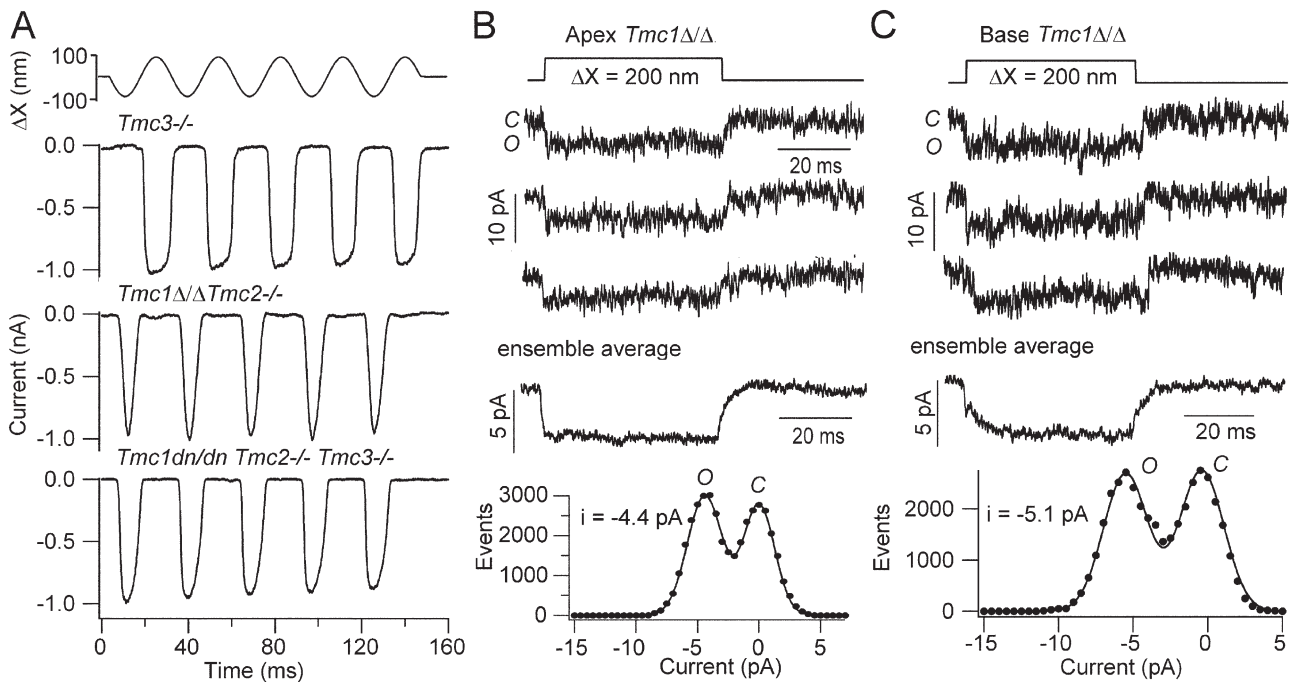 A
ΔX (nm)
100
-100
Tmc3-/-
0.0
-0.5
-1.0
Tmc1Δ/ΔTmc2-/-
Current (nA)
0.0
-0.5
-1.0
Tmc1dn/dn Tmc2-/- Tmc3-/-
0.0
-0.5
-1.0
0 40 80 120 160
Time (ms)
B
Apex Tmc1Δ/Δ.
ΔX = 200 nm
C
O
20 ms
10 pA
ensemble average
5 pA
20 ms
O C
3000
2000
1000
0
Events
i = -4.4 pA
-15 -10 -5 0 5
Current (pA)
C
Base Tmc1Δ/Δ
ΔX = 200 nm
C
O
10 pA
ensemble average
5 pA
20 ms
O C
2000
1000
0
Events
i = -5.1 pA
-15 -10 -5 0 5
Current (pA)